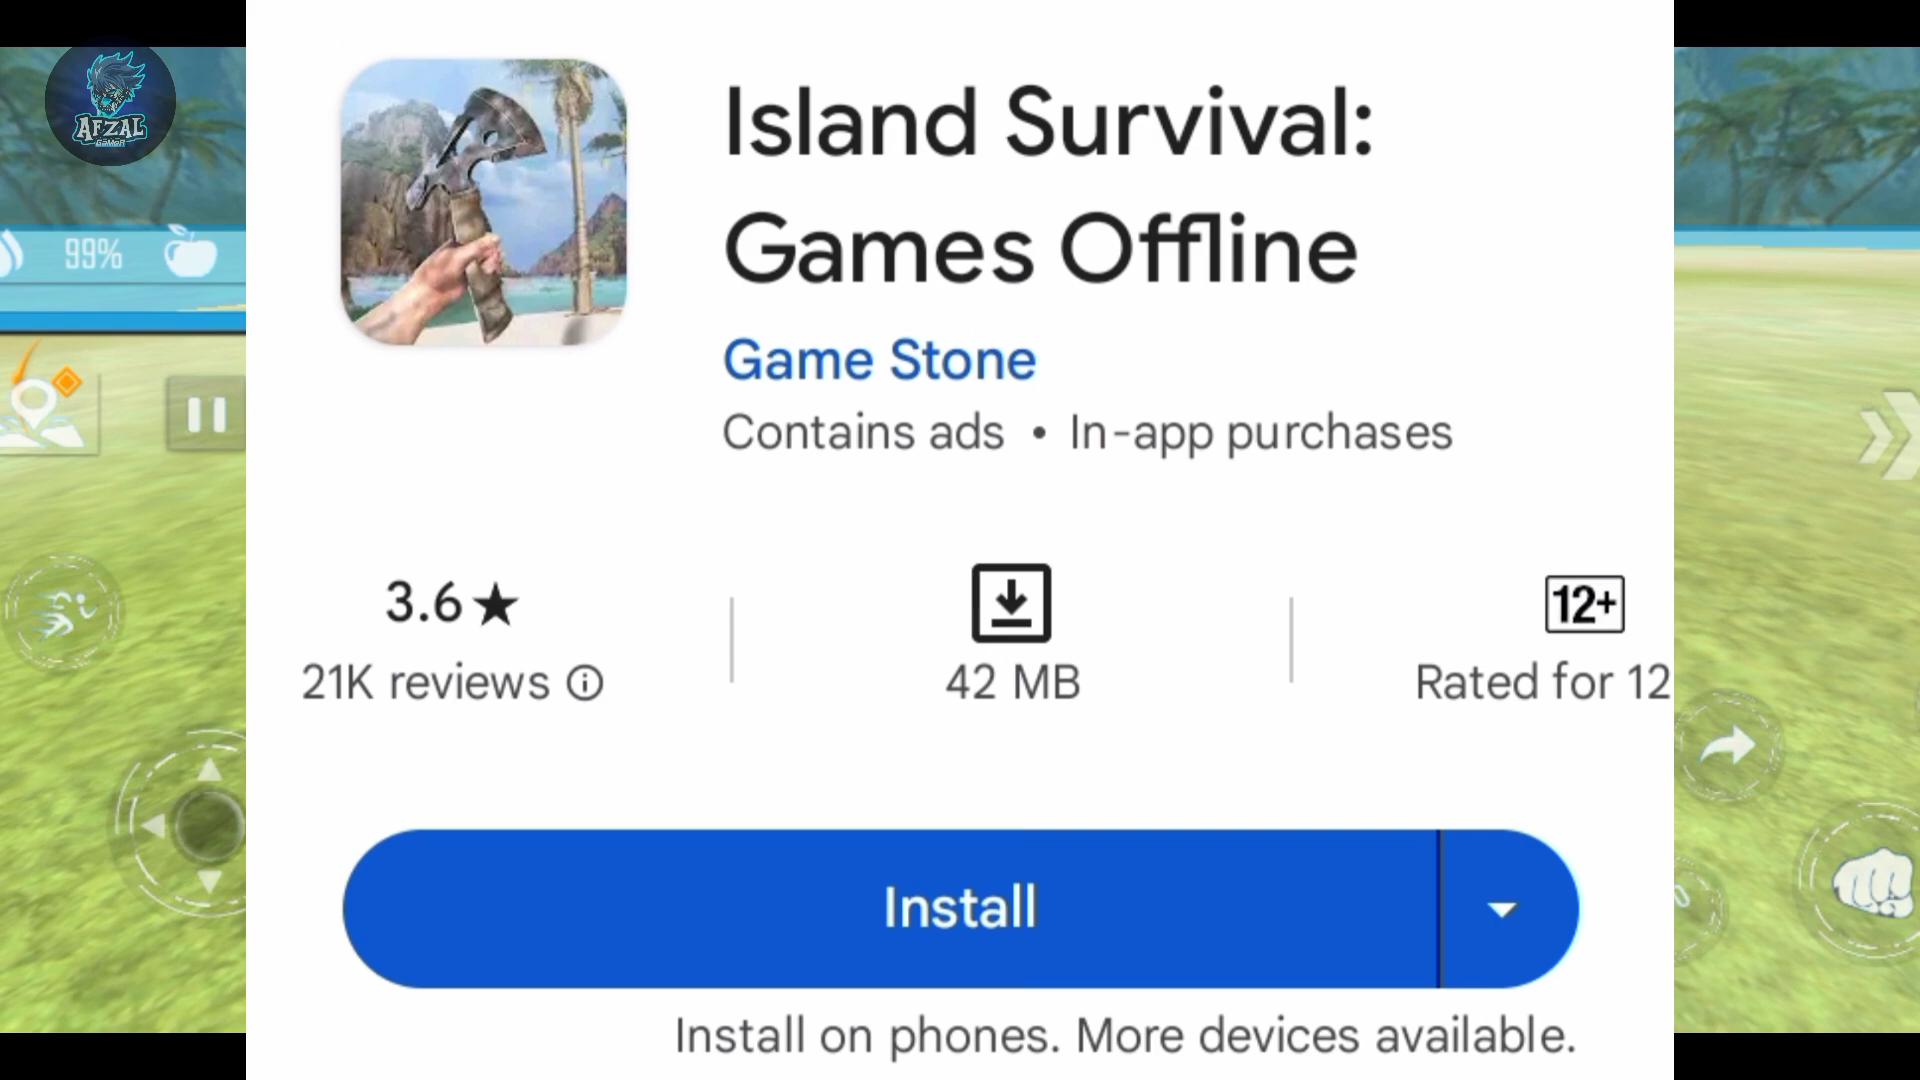 AFZAL
GAMER
99%
Island Survival:
Games Offline
Game Stone
Contains ads • In-app purchases
3.6★
21K reviews
42 MB
12+
Rated for 12
Install
Install on phones. More devices available.